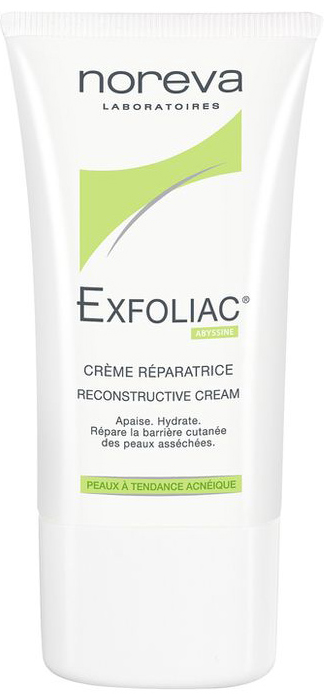 noreva
LABORATOIRES
EXFOLIAC®
ABYSSINE
CRÈME RÉPARATRICE
RECONSTRUCTIVE CREAM
Apaise. Hydrate.
Répare la barrière cutanée
des peaux asséchées.
PEAUX À TENDANCE ACNÉIQUE